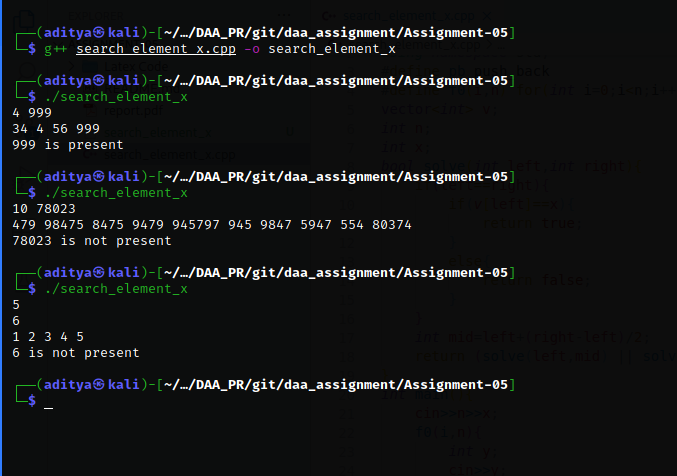 ┌──(aditya㉿kali)-[~/…/DAA_PR/git/daa_assignment/Assignment-05]
└─$ g++ search_element_x.cpp -o search_element_x
┌──(aditya㉿kali)-[~/…/DAA_PR/git/daa_assignment/Assignment-05]
└─$ ./search_element_x
4 999
34 4 56 999
999 is present
┌──(aditya㉿kali)-[~/…/DAA_PR/git/daa_assignment/Assignment-05]
└─$ ./search_element_x
10 78023
479 98475 8475 9479 945797 945 9847 5947 554 80374
78023 is not present
┌──(aditya㉿kali)-[~/…/DAA_PR/git/daa_assignment/Assignment-05]
└─$ ./search_element_x
5
6
1 2 3 4 5
6 is not present
┌──(aditya㉿kali)-[~/…/DAA_PR/git/daa_assignment/Assignment-05]
└─$ _